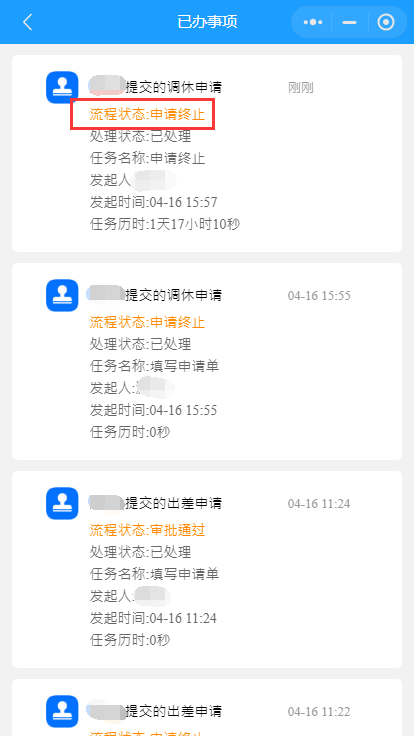 已办事项
提交的调休申请 刚刚
流程状态:申请终止
处理状态:已处理
任务名称:申请终止
发起人
发起时间:04-16 15:57
任务历时:1天17小时10秒
提交的调休申请 04-16 15:55
流程状态:申请终止
处理状态:已处理
任务名称:填写申请单
发起人:
发起时间:04-16 15:55
任务历时:0秒
提交的出差申请 04-16 11:24
流程状态:审批通过
处理状态:已处理
任务名称:填写申请单
发起人:
发起时间:04-16 11:24
任务历时:0秒
提交的出差申请 04-16 11:22
流程状态:申请终止